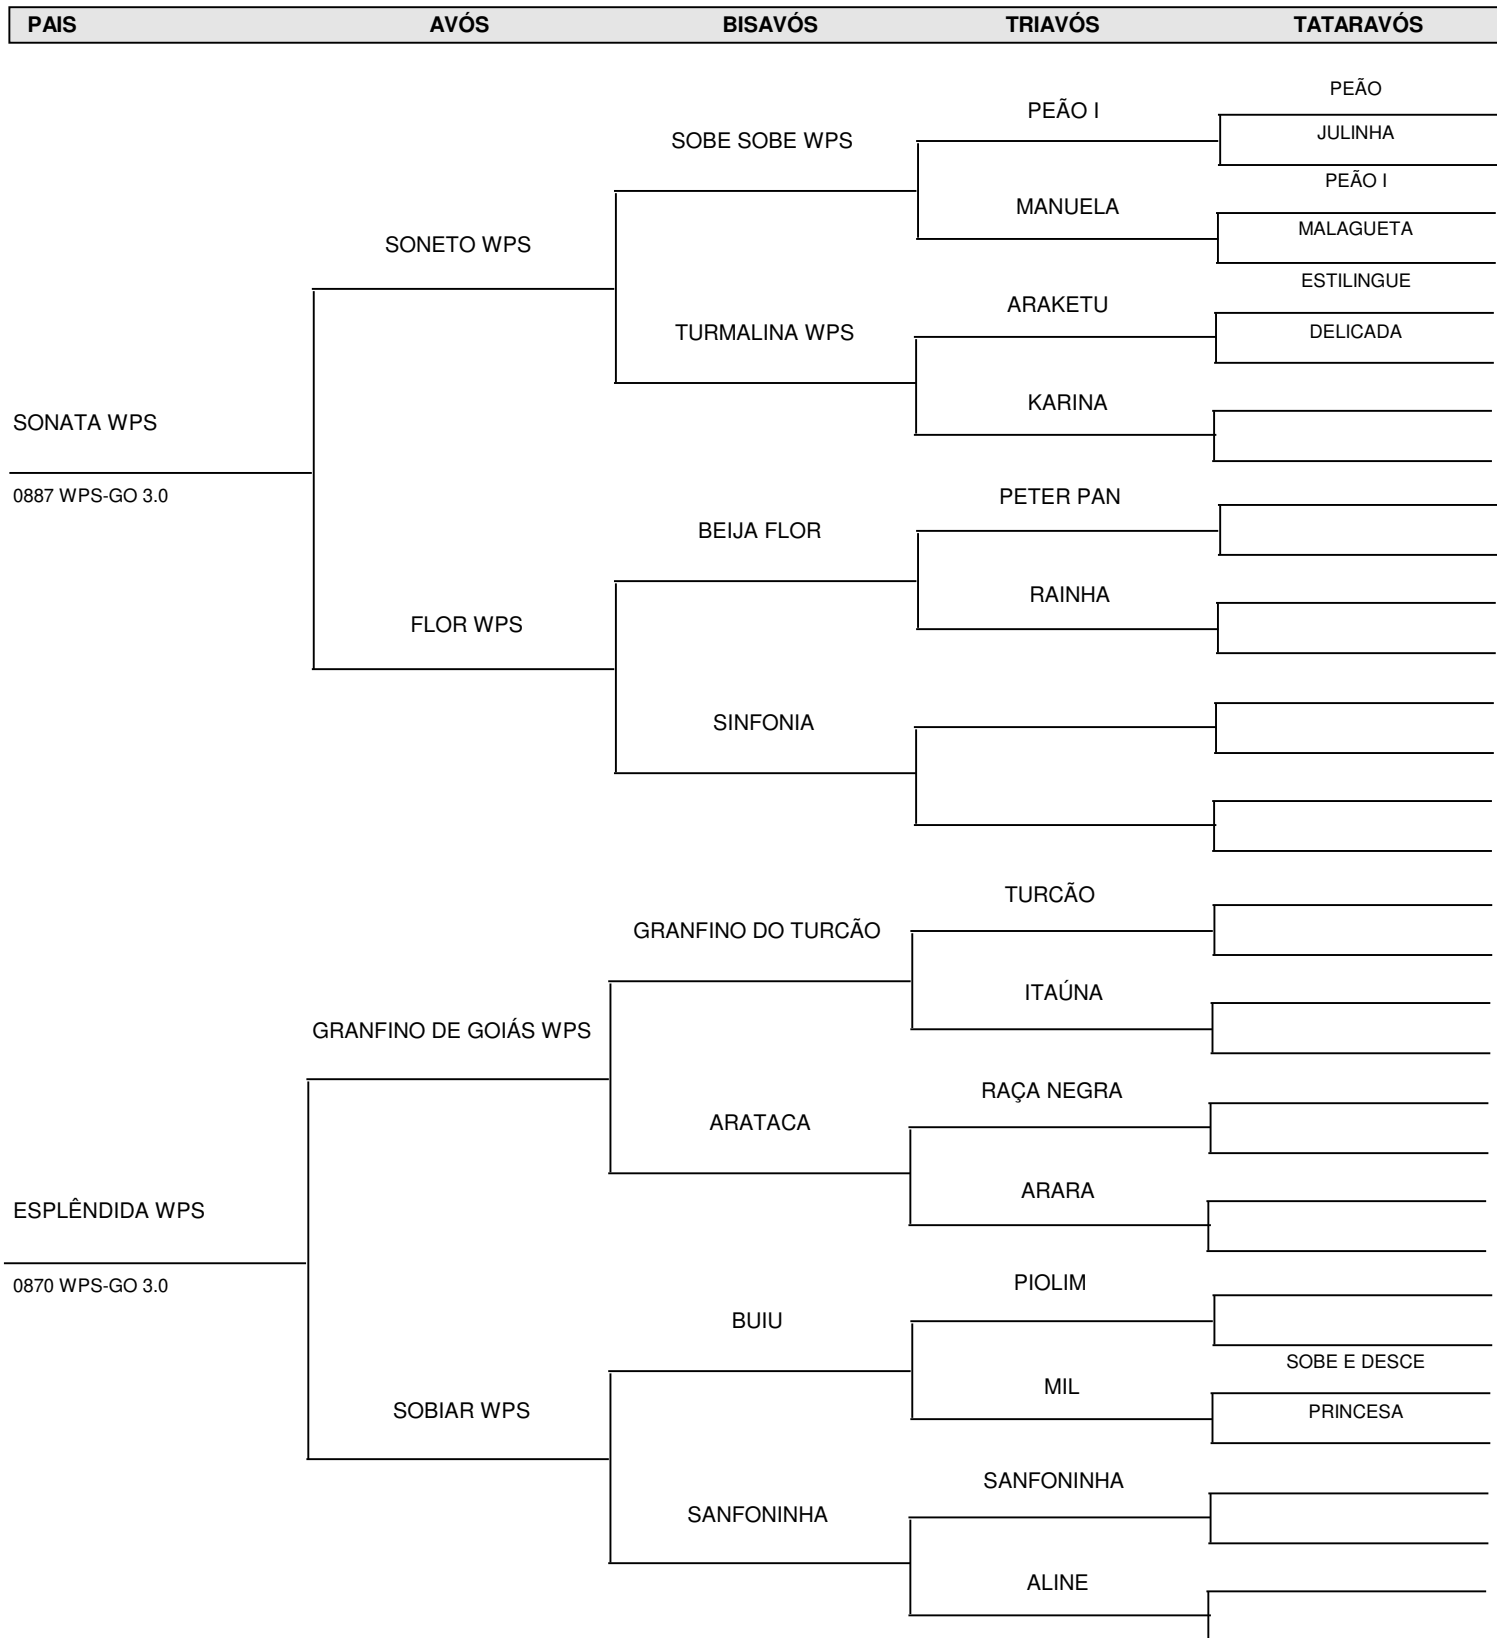 PAIS AVÓS BISAVÓS TRIAVÓS TATARAVÓS
PEÃO
PEÃO I
JULINHA
SOBE SOBE WPS
PEÃO I
MANUELA
MALAGUETA
SONETO WPS
ESTILINGUE
ARAKETU
TURMALINA WPS
DELICADA
KARINA
SONATA WPS
0887 WPS-GO 3.0
PETER PAN
BEIJA FLOR
RAINHA
FLOR WPS
SINFONIA
TURCÃO
GRANFINO DO TURCÃO
ITAÚNA
GRANFINO DE GOIÁS WPS
RAÇA NEGRA
ARATACA
ARARA
ESPLÊNDIDA WPS
0870 WPS-GO 3.0
PIOLIM
BUIU
SOBE E DESCE
MIL
SOBIAR WPS
PRINCESA
SANFONINHA
SANFONINHA
ALINE